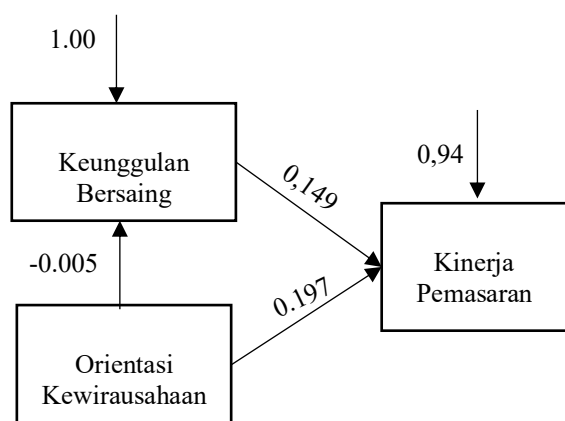 1.00
Keunggulan
Bersaing
0,149
0,94
Kinerja
Pemasaran
-0.005
0.197
Orientasi
Kewirausahaan